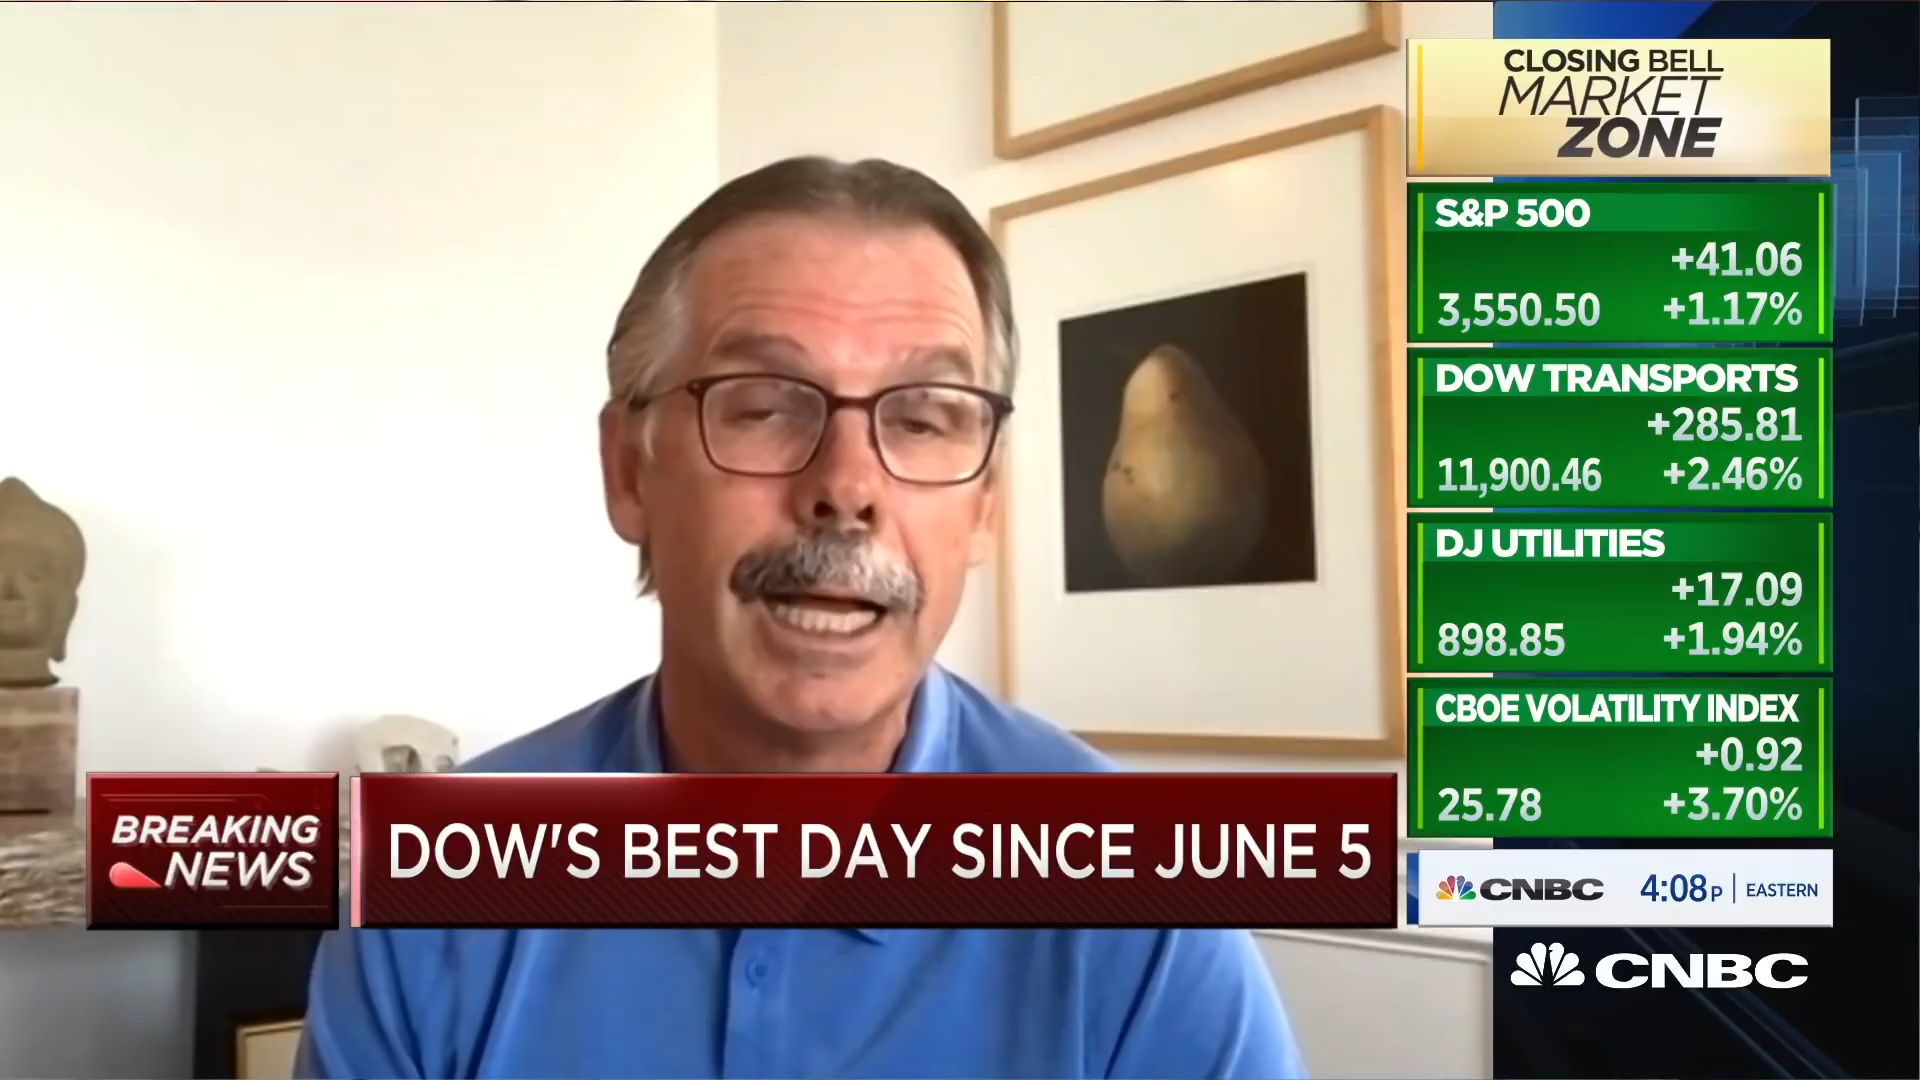 CLOSING BELL
MARKET
ZONE
S&P 500
+41.06
3,550.50 +1.17%
DOW TRANSPORTS
+285.81
11,900.46 +2.46%
DJ UTILITIES
+17.09
898.85 +1.94%
CBOE VOLATILITY INDEX
+0.92
25.78 +3.70%
BREAKING
NEWS
DOW'S BEST DAY SINCE JUNE 5
CNBC 4:08P | EASTERN
CNBC